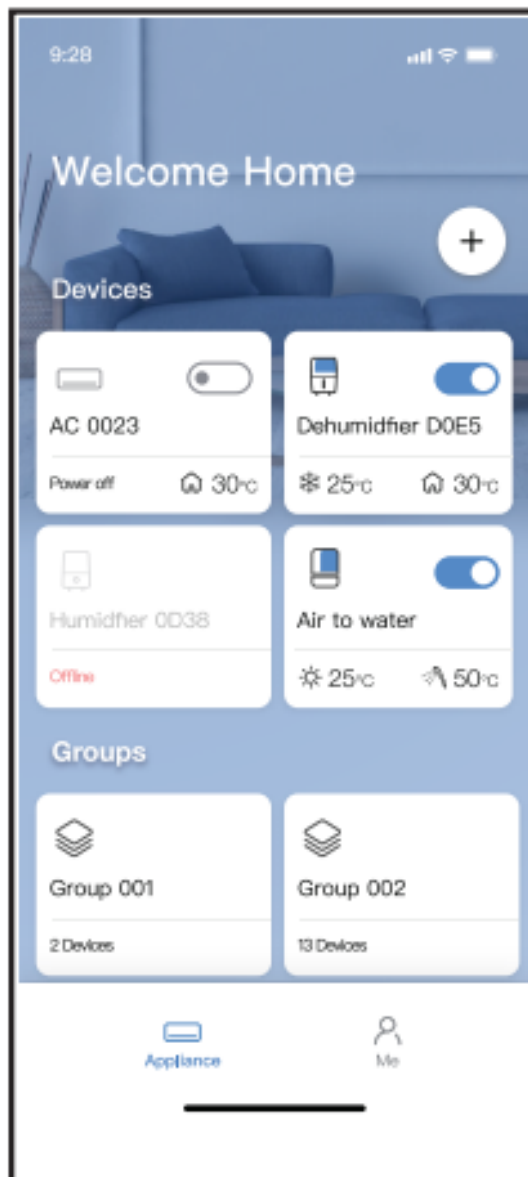 9:28
Welcome Home
+
Devices
AC 0023
Power off 30°C
Dehumidfier D0E5
25°C 30°C
Humidfier 0D38
Offline
Air to water
25°C 50°C
Groups
Group 001
2 Devices
Group 002
13 Devices
Appliance
Me